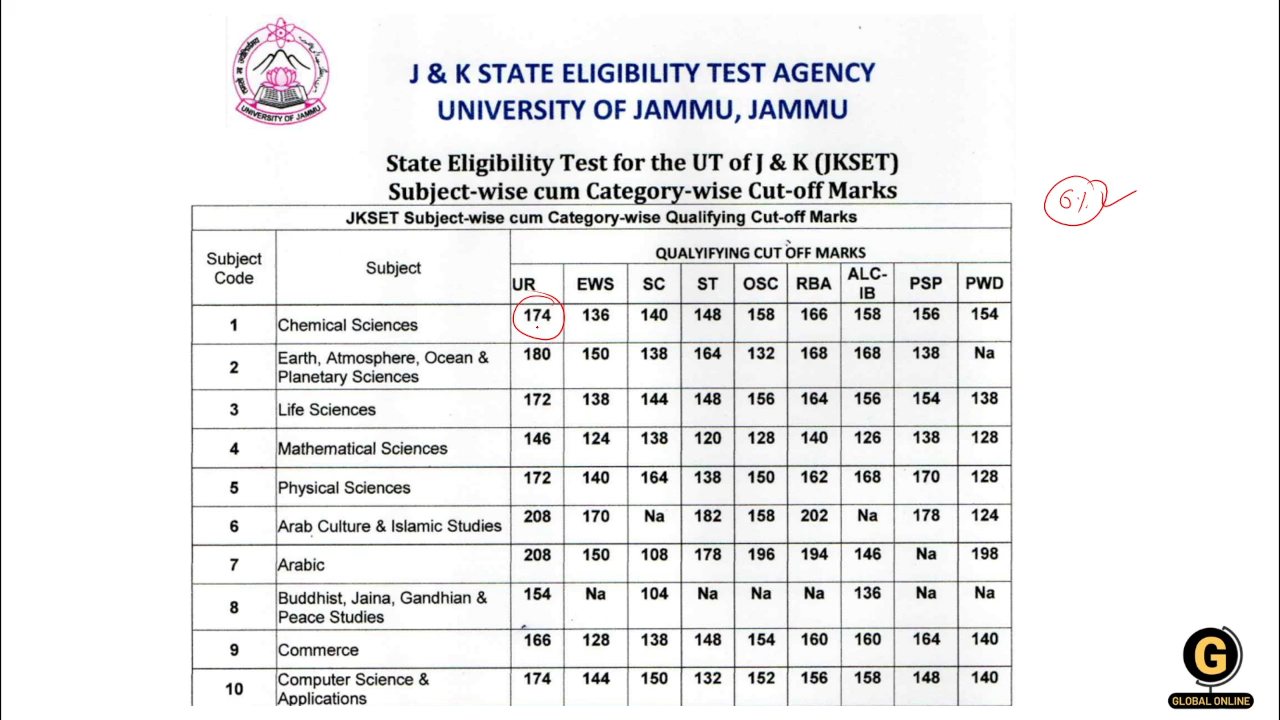 J & K STATE ELIGIBILITY TEST AGENCY
UNIVERSITY OF JAMMU, JAMMU
UNIVERSITY OF JAMMU
State Eligibility Test for the UT of J & K (JKSET)
Subject-wise cum Category-wise Cut-off Marks
6%
JKSET Subject-wise cum Category-wise Qualifying Cut-off Marks
Subject Code Subject QUALYIFYING CUT OFF MARKS
UR EWS SC ST OSC RBA ALC-IB PSP PWD
1 Chemical Sciences 174 136 140 148 158 166 158 156 154
2 Earth, Atmosphere, Ocean & Planetary Sciences 180 150 138 164 132 168 168 138 Na
3 Life Sciences 172 138 144 148 156 164 156 154 138
4 Mathematical Sciences 146 124 138 120 128 140 126 138 128
5 Physical Sciences 172 140 164 138 150 162 168 170 128
6 Arab Culture & Islamic Studies 208 170 Na 182 158 202 Na 178 124
7 Arabic 208 150 108 178 196 194 146 Na 198
8 Buddhist, Jaina, Gandhian & Peace Studies 154 Na 104 Na Na Na 136 Na Na
9 Commerce 166 128 138 148 154 160 160 164 140
10 Computer Science & Applications 174 144 150 132 152 156 158 148 140
G
GLOBAL ONLINE